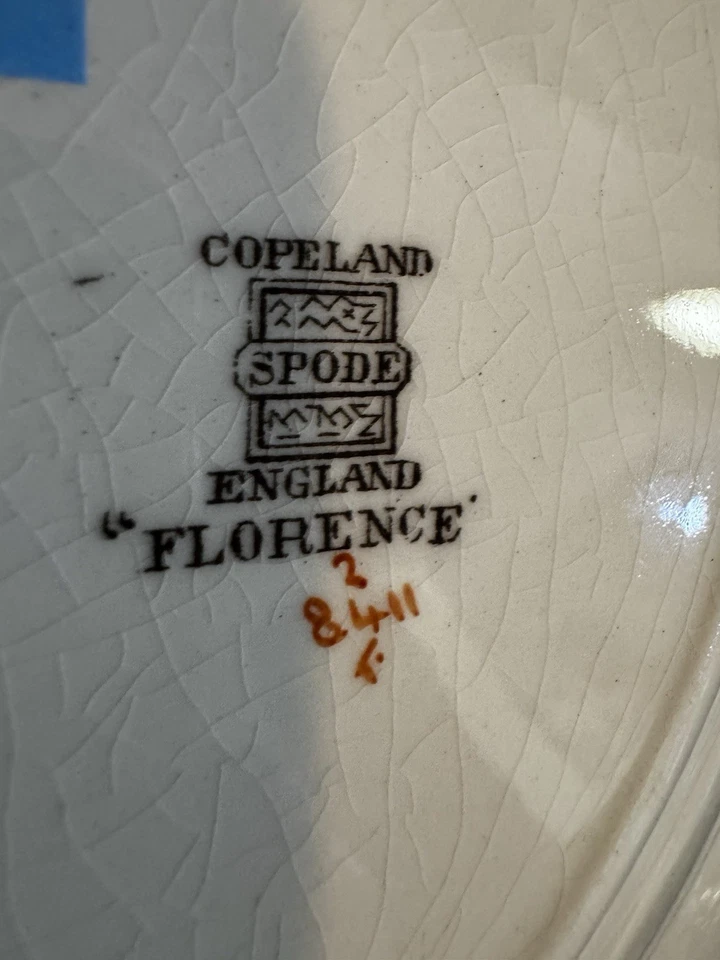 COPELAND
SPODE
ENGLAND
"FLORENCE"
2
8411
F.